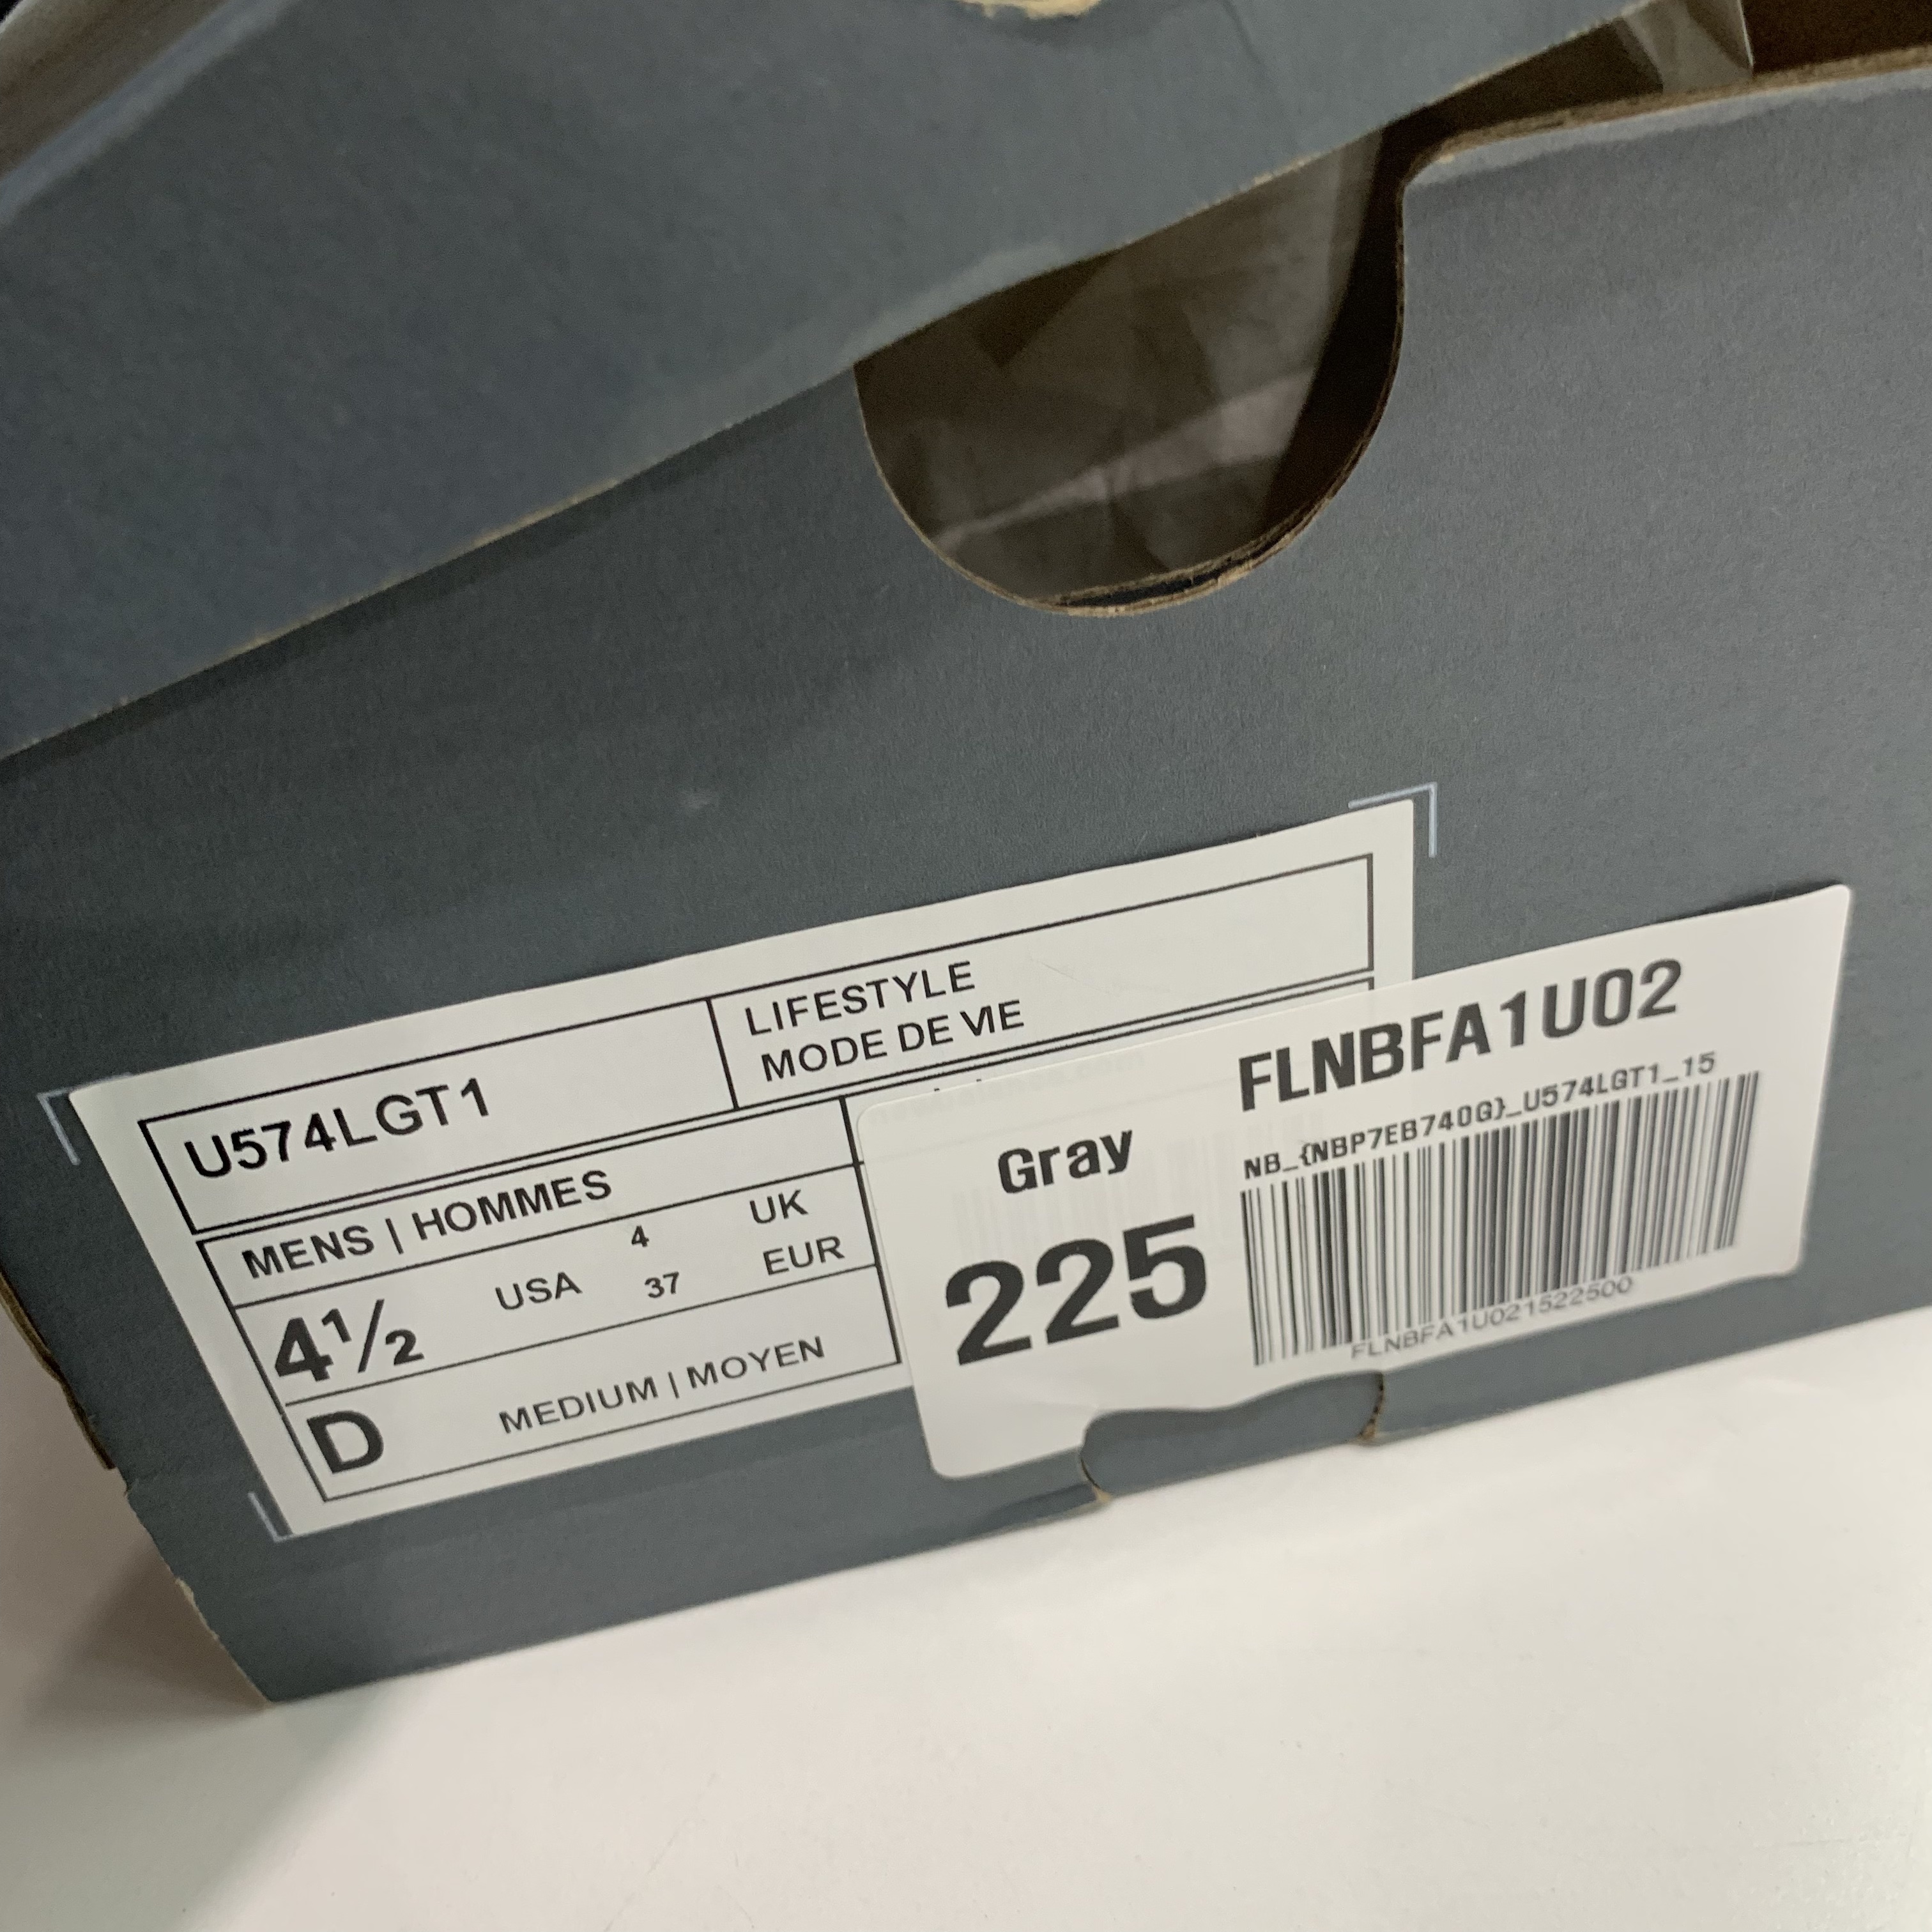 U574LGT1
LIFESTYLE
MODE DE VIE
MENS | HOMMES
4½ USA
4 UK
37 EUR
D MEDIUM | MOYEN
FLNBFA1U02
NB_{NBP7EB740G}_U574LGT1_15
Gray
225
FLNBFA1U021522500